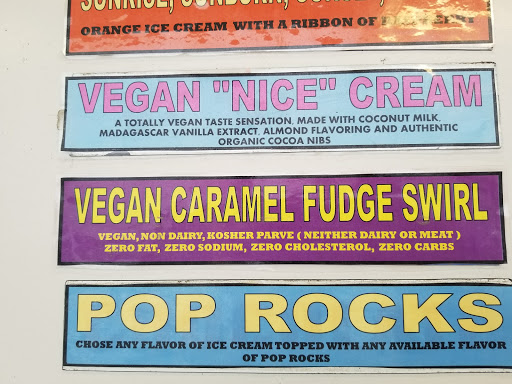 SUNRISE, SUNBURN, SUNSET,
ORANGE ICE CREAM WITH A RIBBON OF
VEGAN "NICE" CREAM
A TOTALLY VEGAN TASTE SENSATION, MADE WITH COCONUT MILK,
MADAGASCAR VANILLA EXTRACT, ALMOND FLAVORING AND AUTHENTIC
ORGANIC COCOA NIBS
VEGAN CARAMEL FUDGE SWIRL
VEGAN, NON DAIRY, KOSHER PARVE ( NEITHER DAIRY OR MEAT )
ZERO FAT, ZERO SODIUM, ZERO CHOLESTEROL, ZERO CARBS
POP ROCKS
CHOSE ANY FLAVOR OF ICE CREAM TOPPED WITH ANY AVAILABLE FLAVOR
OF POP ROCKS